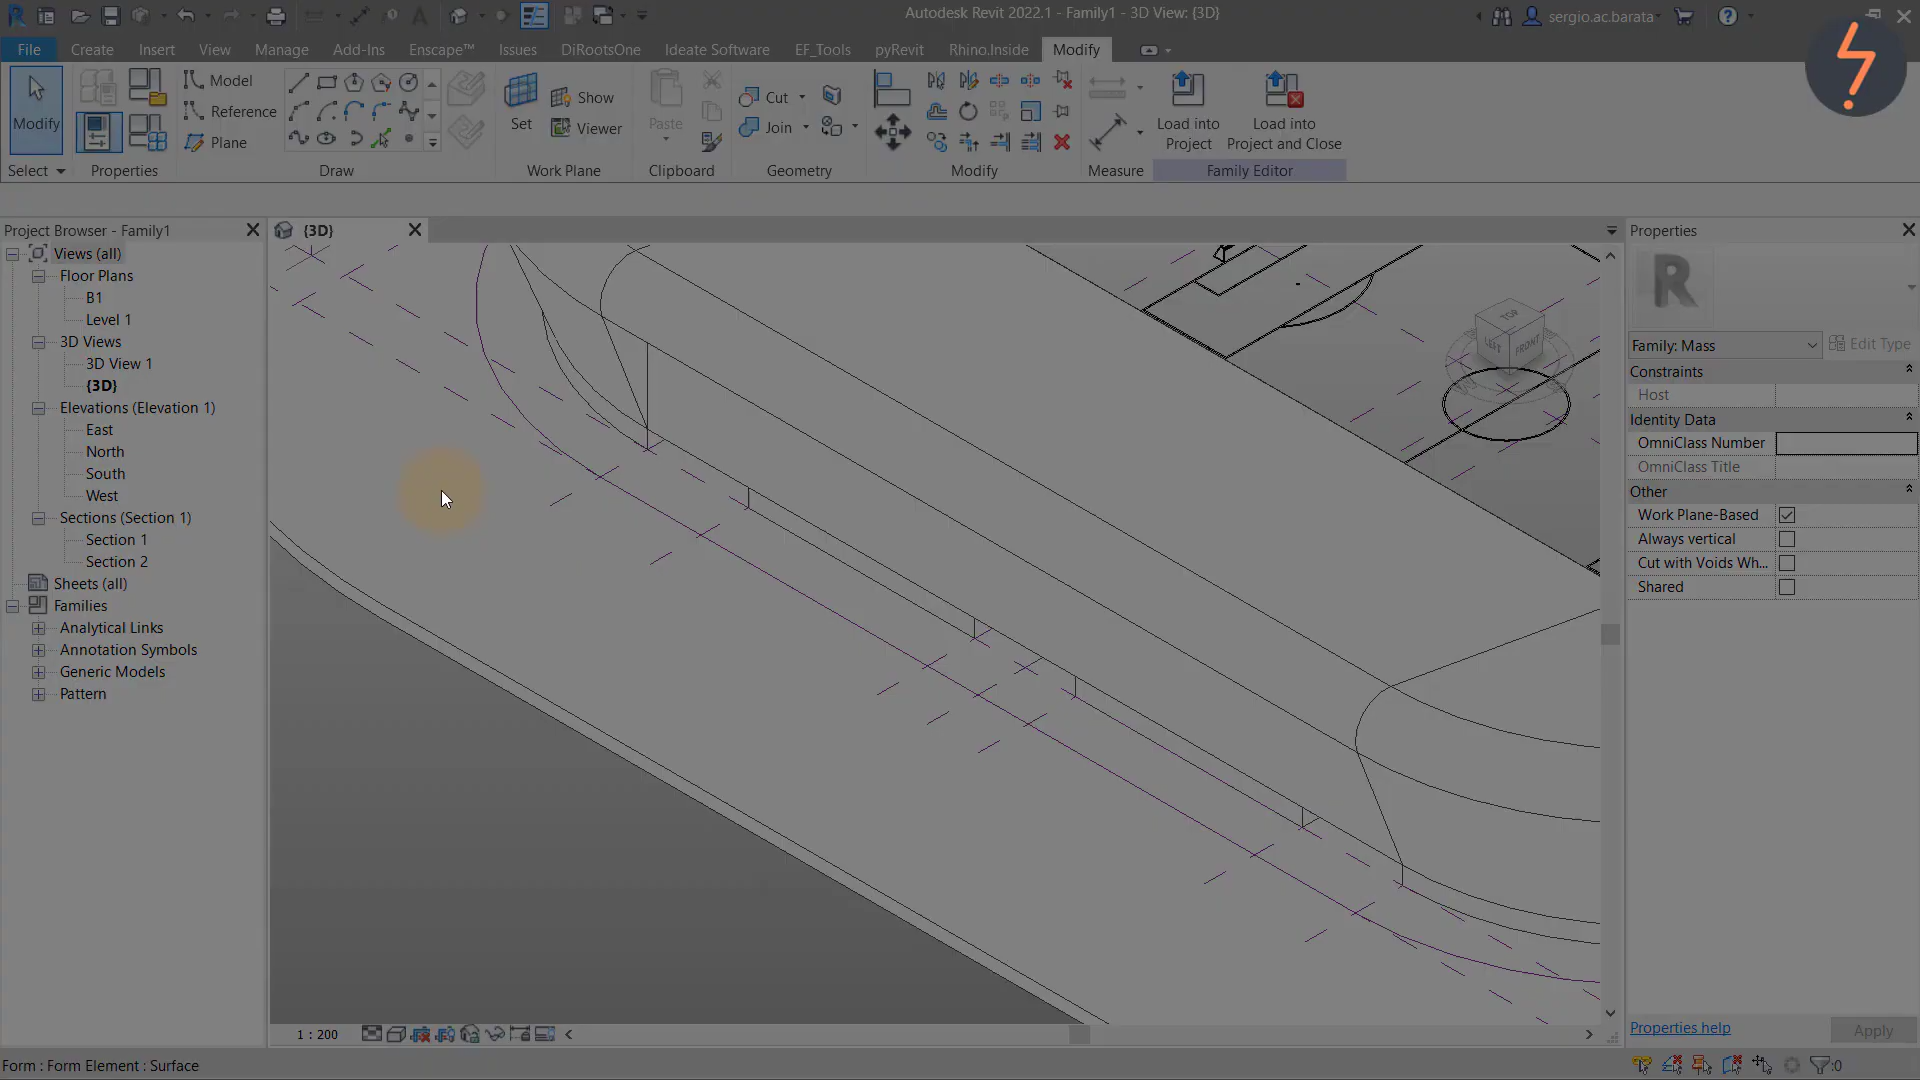 Autodesk Revit 2022.1 - Family1 - 3D View: {3D}
sergio.ac.barata
File Create Insert View Manage Add-Ins Enscape™ Issues DiRootsOne Ideate Software EF_Tools pyRevit Rhino.Inside Modify
Modify
Model
Reference
Plane
Set
Show
Viewer
Paste
Cut
Join
Load into
Project
Load into
Project and Close
Select Properties Draw Work Plane Clipboard Geometry Modify Measure Family Editor
Project Browser - Family1
{3D}
Properties
Views (all)
Floor Plans
B1
Level 1
3D Views
3D View 1
{3D}
Elevations (Elevation 1)
East
North
South
West
Sections (Section 1)
Section 1
Section 2
Sheets (all)
Families
Analytical Links
Annotation Symbols
Generic Models
Pattern
TOP
LEFT
FRONT
R
Family: Mass
Edit Type
Constraints
Host
Identity Data
OmniClass Number
OmniClass Title
Other
Work Plane-Based
Always vertical
Cut with Voids Wh...
Shared
1 : 200
Properties help
Apply
Form : Form Element : Surface
:0